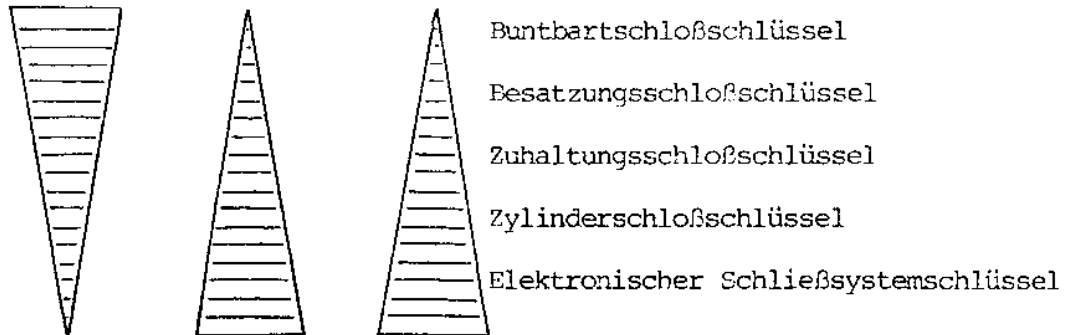 Buntbartschloßschlüssel
Besatzungsschloßschlüssel
Zuhaltungsschloßschlüssel
Zylinderschloßschlüssel
Elektronischer Schließsystemschlüssel